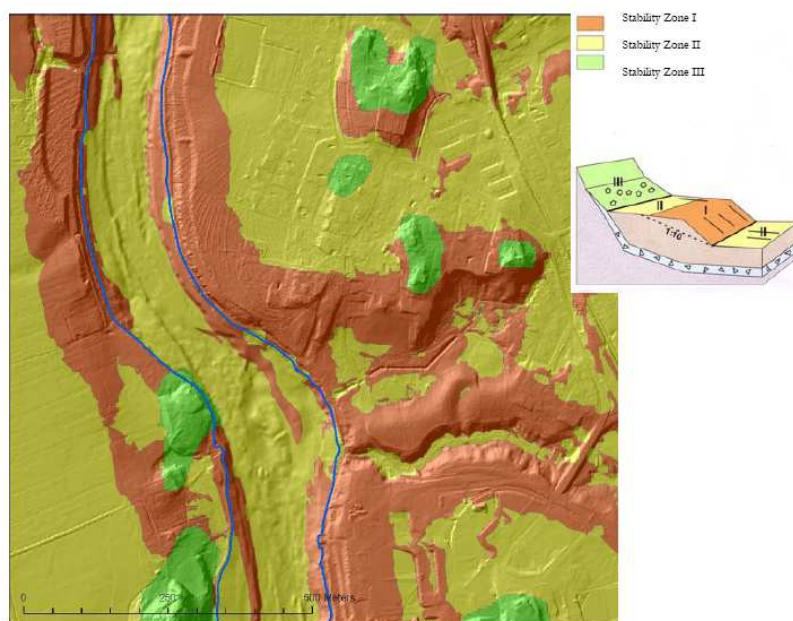 Stability Zone I
Stability Zone II
Stability Zone III
III
II
I
1:10
II
0
250
500 Meters